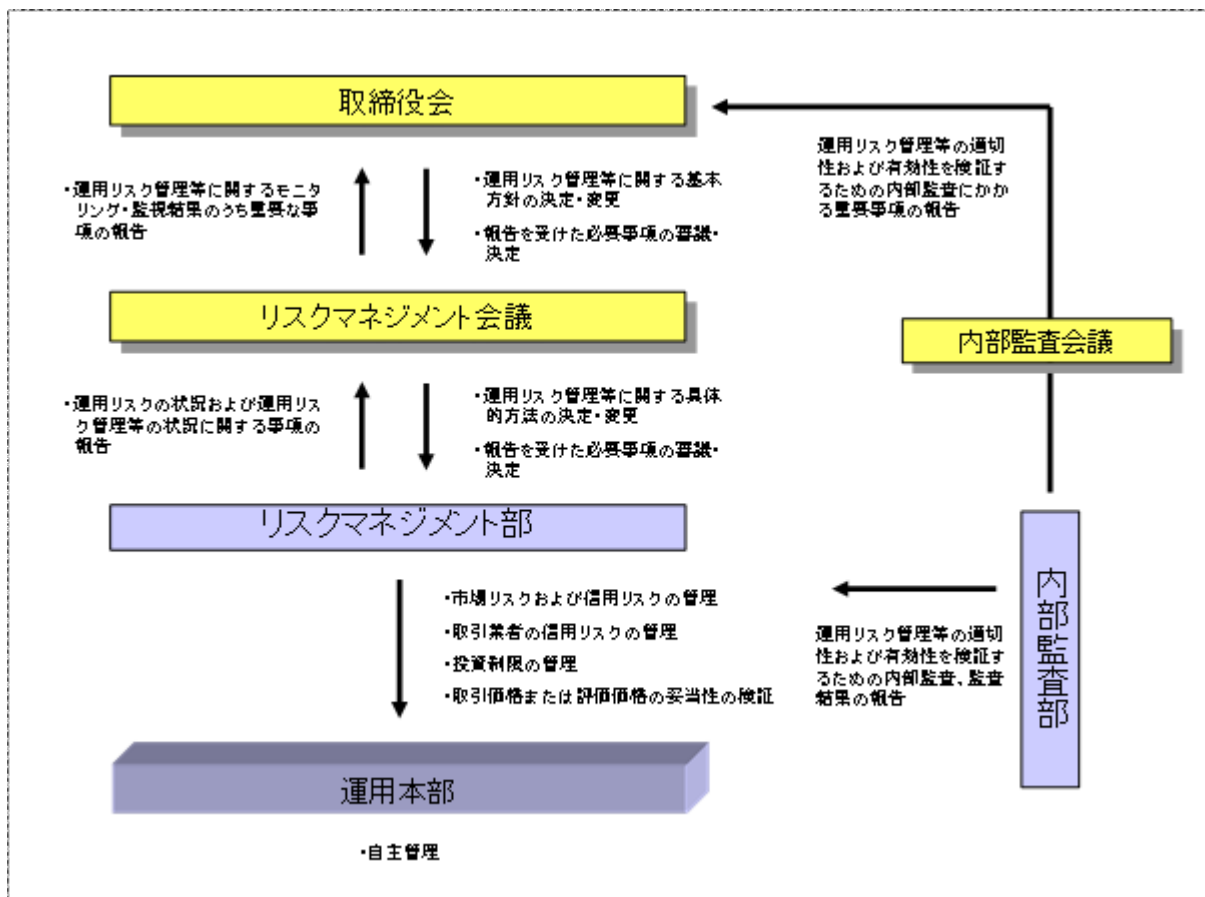 取締役会
運用リスク管理等の適切
性および有効性を検証す
るための内部監査にかか
る重要事項の報告
・運用リスク管理等に関するモニタ
リング・監視結果のうち重要な事
項の報告
・運用リスク管理等に関する基本
方針の決定・変更
・報告を受けた必要事項の審議・
決定
リスクマネジメント会議
内部監査会議
・運用リスクの状況および運用リス
ク管理等の状況に関する事項の
報告
・運用リスク管理等に関する具体
的方法の決定・変更
・報告を受けた必要事項の審議・
決定
リスクマネジメント部
・市場リスクおよび信用リスクの管理
・取引業者の信用リスクの管理
・投資制限の管理
・取引価格または評価価格の妥当性の検証
運用リスク管理等の適切
性および有効性を検証す
るための内部監査、監査
結果の報告
内部監査部
運用本部
・自主管理